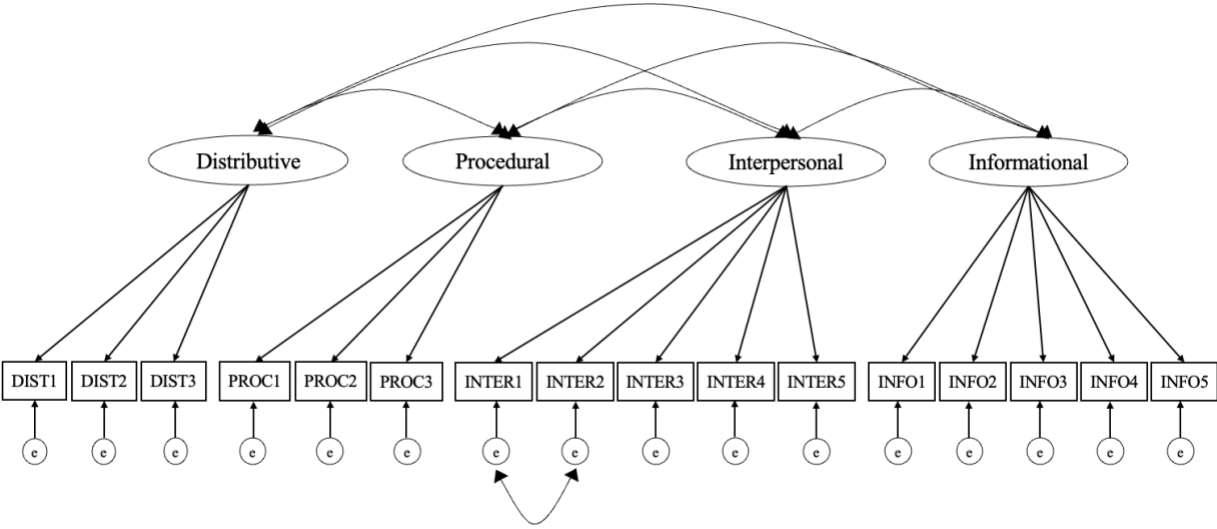 Distributive Procedural Interpersonal Informational
DIST1 DIST2 DIST3 PROC1 PROC2 PROC3 INTER1 INTER2 INTER3 INTER4 INTER5 INFO1 INFO2 INFO3 INFO4 INFO5
e e e e e e e e e e e e e e e e